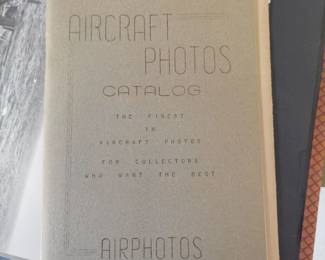 AIRCRAFT
PHOTOS
CATALOG
THE FINEST
IN
AIRCRAFT PHOTOS
FOR COLLECTORS
WHO WANT THE BEST
AIRPHOTOS